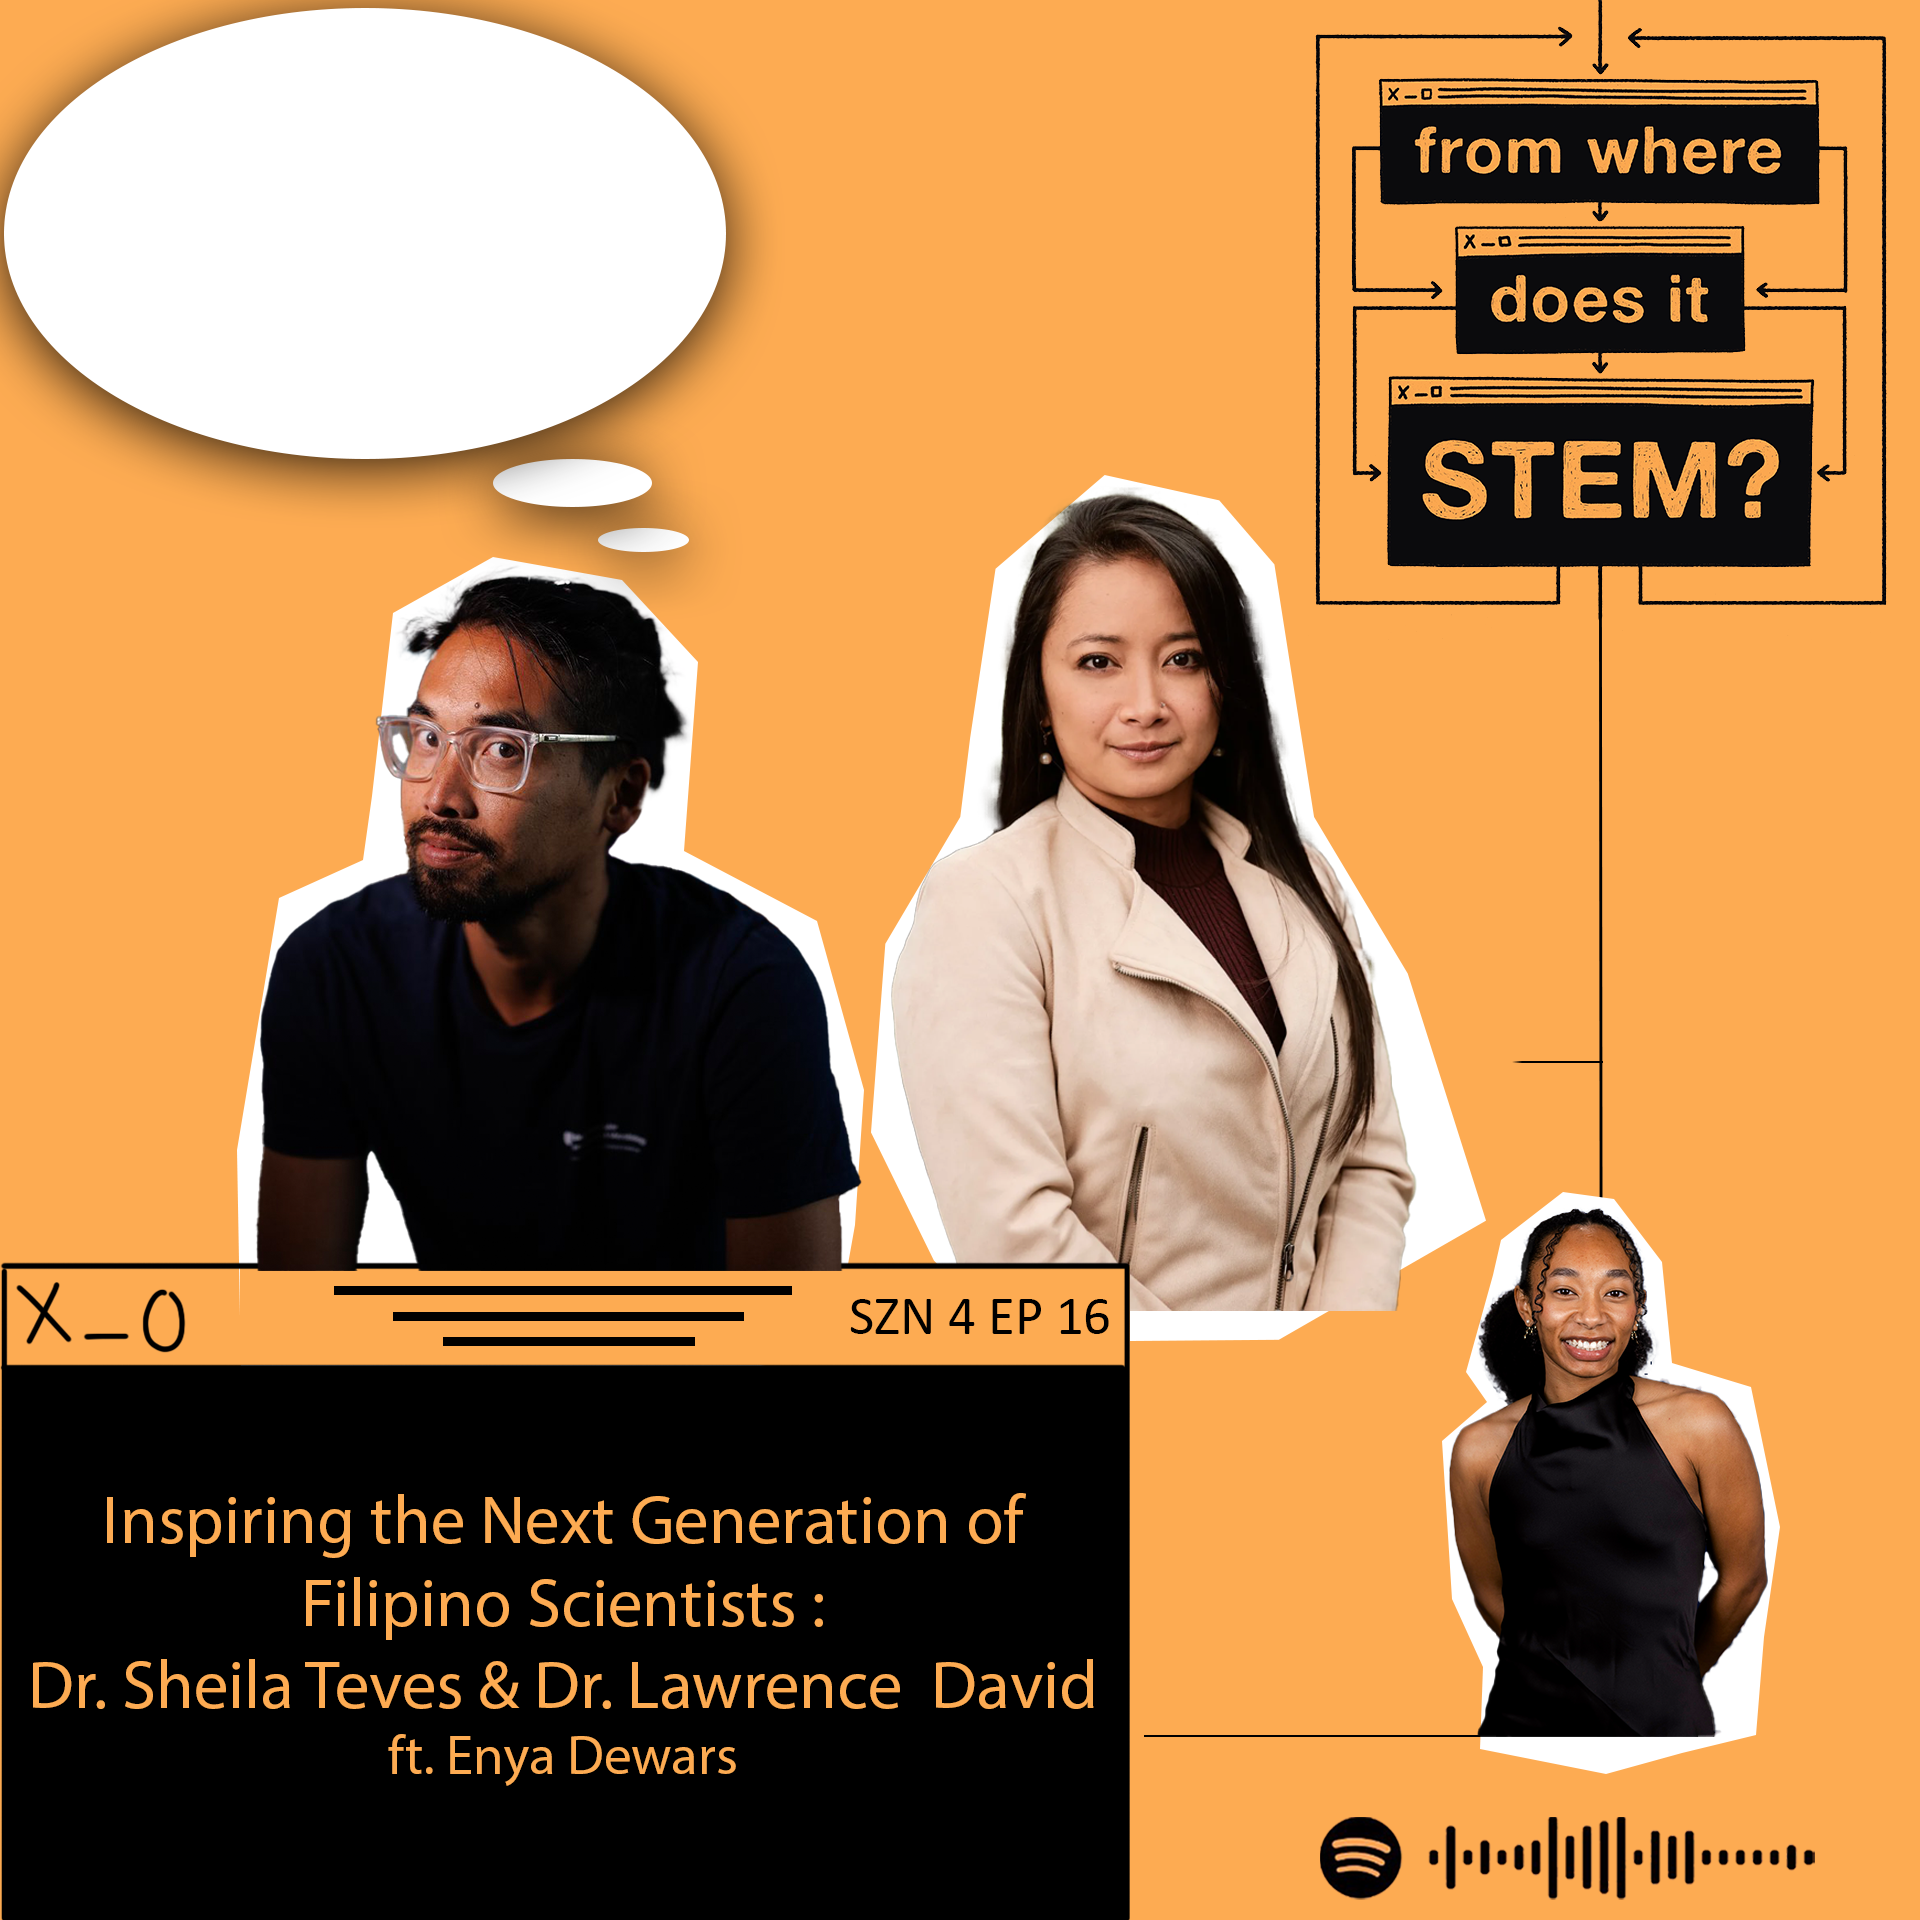 from where
does it
STEM?
X _ O
SZN 4 EP 16
Inspiring the Next Generation of
Filipino Scientists :
Dr. Sheila Teves & Dr. Lawrence David
ft. Enya Dewars